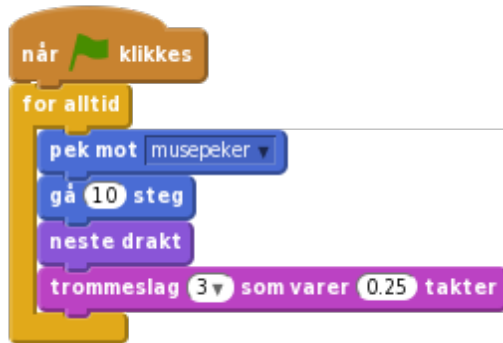 når klikkes
for alltid
pek mot musepeker
gå 10 steg
neste drakt
trommeslag 3 som varer 0.25 takter